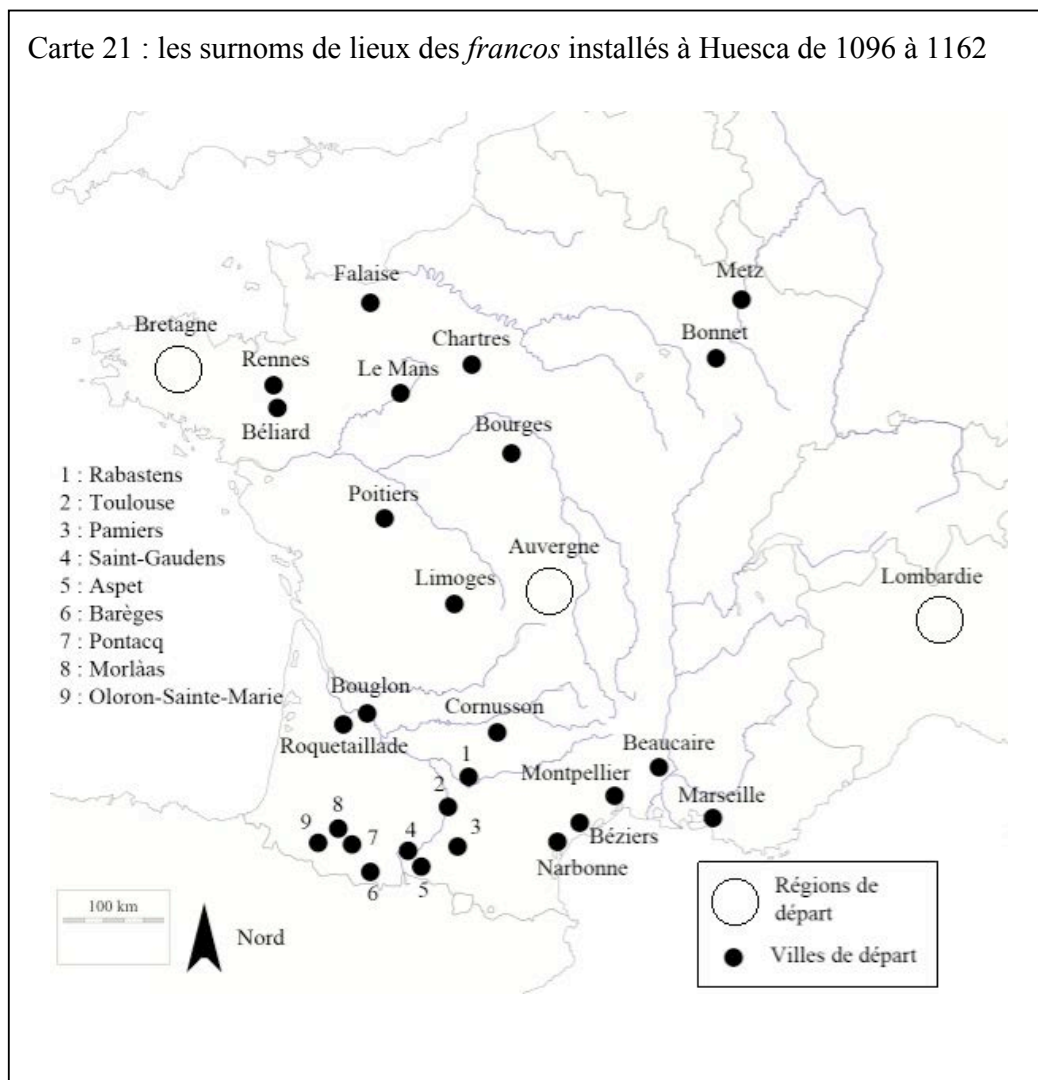 Carte 21 : les surnoms de lieux des francos installés à Huesca de 1096 à 1162
Falaise
Metz
Bretagne
Chartres
Bonnet
Rennes
Le Mans
Béliard
Bourges
1 : Rabastens
2 : Toulouse
3 : Pamiers
4 : Saint-Gaudens
5 : Aspet
6 : Barèges
7 : Pontacq
8 : Morlàas
9 : Oloron-Sainte-Marie
Poitiers
Auvergne
Limoges
Lombardie
Bouglon
Cornusson
Roquetaillade
Beaucaire
1
Montpellier
2
Marseille
8
9
7
4
3
Béziers
Narbonne
6
5
Régions de
départ
Villes de départ
100 km
Nord